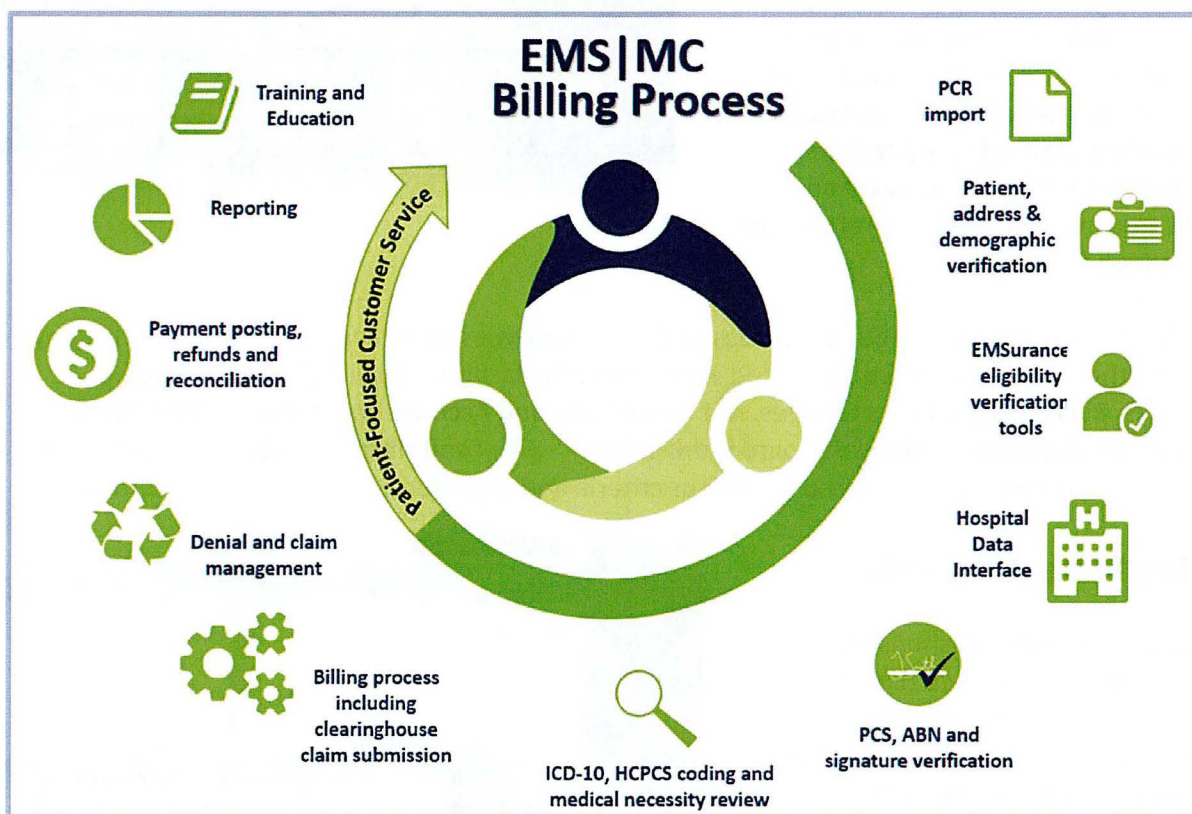 EMS|MC
Billing Process
PCR
import
Patient,
address &
demographic
verification
EMSurance
eligibility
verification
tools
H
Hospital
Data
Interface
PCS, ABN and
signature verification
ICD-10, HCPCS coding and
medical necessity review
Billing process
including
clearinghouse
claim submission
Denial and claim
management
$
Payment posting,
refunds and
reconciliation
Reporting
Training and
Education
Patient-Focused Customer Service